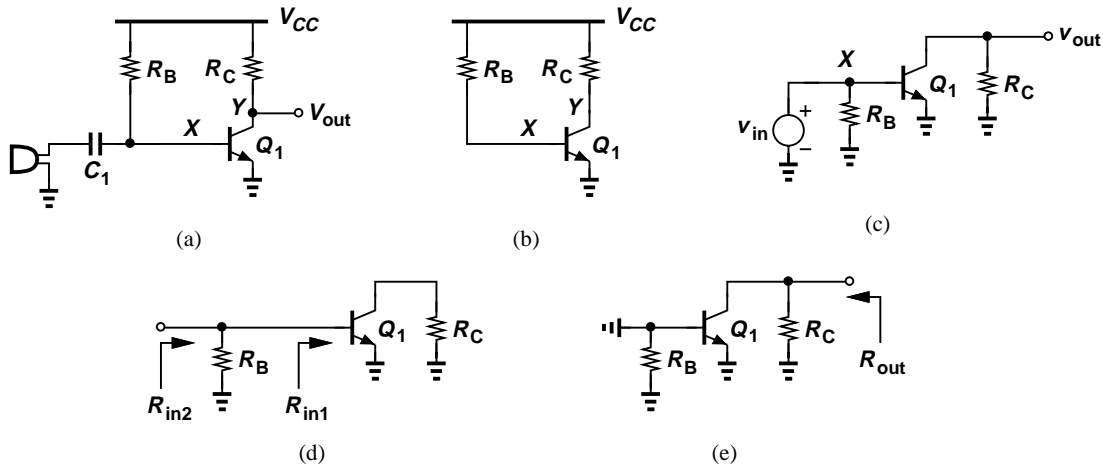 V_CC
R_B
R_C
Y
V_out
X
Q_1
C_1
(a)
V_CC
R_B
R_C
Y
X
Q_1
(b)
v_out
X
Q_1
R_C
R_B
v_in
+
−
(c)
Q_1
R_C
R_B
R_in2
R_in1
(d)
Q_1
R_C
R_B
R_out
(e)